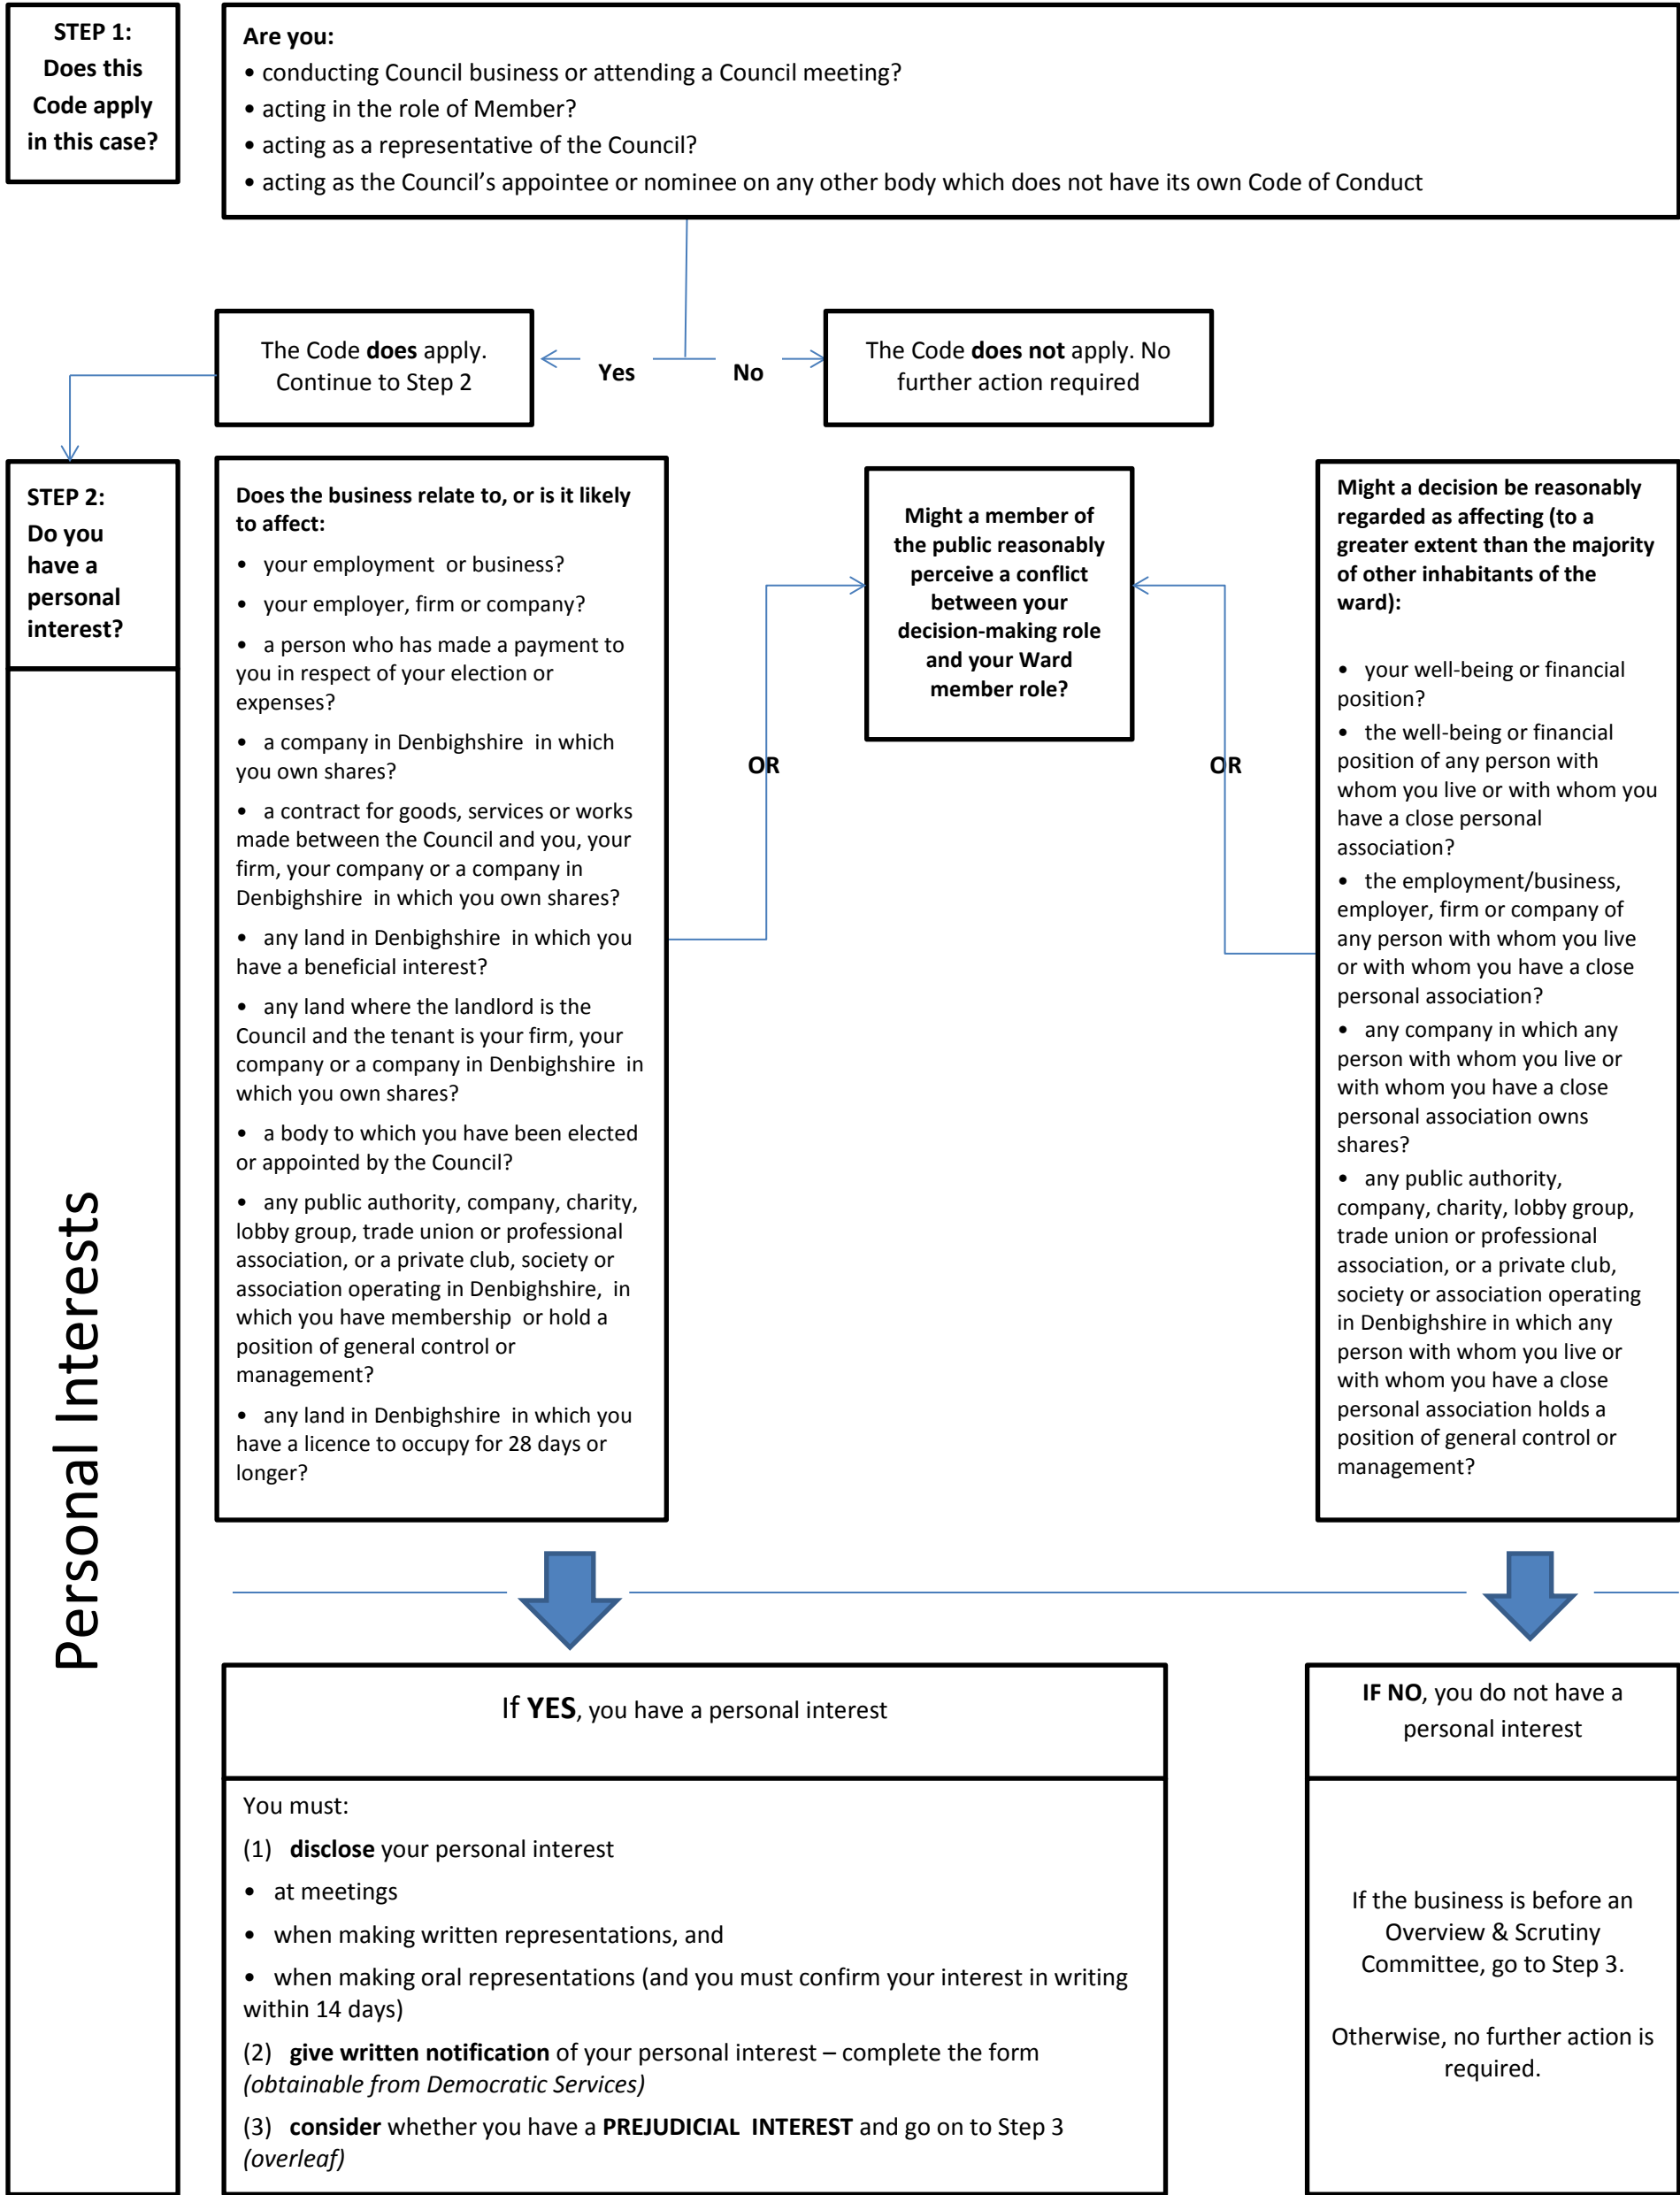 STEP 1:
Does this
Code apply
in this case?
Are you:
• conducting Council business or attending a Council meeting?
• acting in the role of Member?
• acting as a representative of the Council?
• acting as the Council’s appointee or nominee on any other body which does not have its own Code of Conduct
The Code does apply.
Continue to Step 2
Yes
No
The Code does not apply. No
further action required
STEP 2:
Do you
have a
personal
interest?
Personal Interests
Does the business relate to, or is it likely
to affect:
• your employment or business?
• your employer, firm or company?
• a person who has made a payment to
you in respect of your election or
expenses?
• a company in Denbighshire in which
you own shares?
• a contract for goods, services or works
made between the Council and you, your
firm, your company or a company in
Denbighshire in which you own shares?
• any land in Denbighshire in which you
have a beneficial interest?
• any land where the landlord is the
Council and the tenant is your firm, your
company or a company in Denbighshire in
which you own shares?
• a body to which you have been elected
or appointed by the Council?
• any public authority, company, charity,
lobby group, trade union or professional
association, or a private club, society or
association operating in Denbighshire, in
which you have membership or hold a
position of general control or
management?
• any land in Denbighshire in which you
have a licence to occupy for 28 days or
longer?
OR
Might a member of
the public reasonably
perceive a conflict
between your
decision-making role
and your Ward
member role?
OR
Might a decision be reasonably
regarded as affecting (to a
greater extent than the majority
of other inhabitants of the
ward):
• your well-being or financial
position?
• the well-being or financial
position of any person with
whom you live or with whom you
have a close personal
association?
• the employment/business,
employer, firm or company of
any person with whom you live
or with whom you have a close
personal association?
• any company in which any
person with whom you live or
with whom you have a close
personal association owns
shares?
• any public authority,
company, charity, lobby group,
trade union or professional
association, or a private club,
society or association operating
in Denbighshire in which any
person with whom you live or
with whom you have a close
personal association holds a
position of general control or
management?
If YES, you have a personal interest
You must:
(1) disclose your personal interest
• at meetings
• when making written representations, and
• when making oral representations (and you must confirm your interest in writing
within 14 days)
(2) give written notification of your personal interest – complete the form
(obtainable from Democratic Services)
(3) consider whether you have a PREJUDICIAL INTEREST and go on to Step 3
(overleaf)
IF NO, you do not have a
personal interest
If the business is before an
Overview & Scrutiny
Committee, go to Step 3.
Otherwise, no further action is
required.